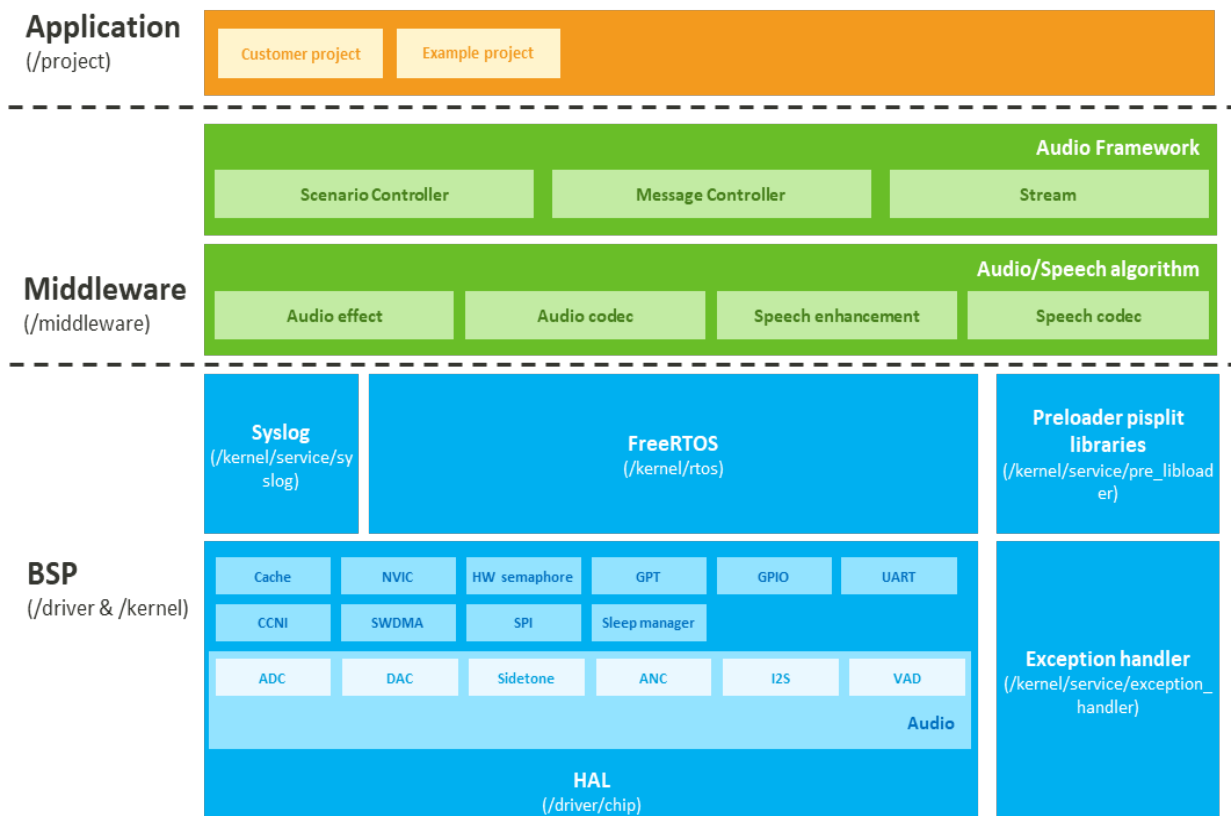 Application
(/project)
Customer project
Example project
Audio Framework
Scenario Controller
Message Controller
Stream
Middleware
(/middleware)
Audio/Speech algorithm
Audio effect
Audio codec
Speech enhancement
Speech codec
BSP
(/driver & /kernel)
Syslog
(/kernel/service/sy
slog)
FreeRTOS
(/kernel/rtos)
Preloader pisplit
libraries
(/kernel/service/pre_libload
er)
Cache
NVIC
HW semaphore
GPT
GPIO
UART
CCNI
SWDMA
SPI
Sleep manager
ADC
DAC
Sidetone
ANC
I2S
VAD
Audio
HAL
(/driver/chip)
Exception handler
(/kernel/service/exception_
handler)